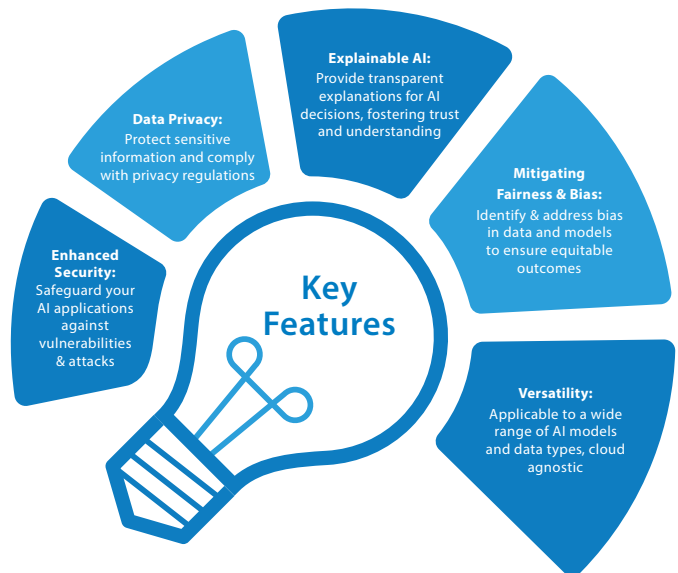 Enhanced
Security:
Safeguard your
AI applications
against
vulnerabilities
& attacks
Data Privacy:
Protect sensitive
information and comply
with privacy regulations
Explainable AI:
Provide transparent
explanations for AI
decisions, fostering trust
and understanding
Mitigating
Fairness & Bias:
Identify & address bias
in data and models
to ensure equitable
outcomes
Versatility:
Applicable to a wide
range of AI models
and data types, cloud
agnostic
Key
Features